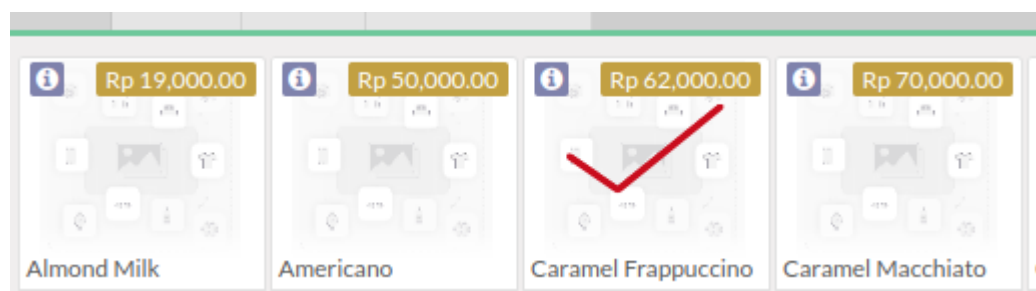 Rp 19,000.00
Rp 50,000.00
Rp 62,000.00
Rp 70,000.00
Almond Milk
Americano
Caramel Frappuccino
Caramel Macchiato